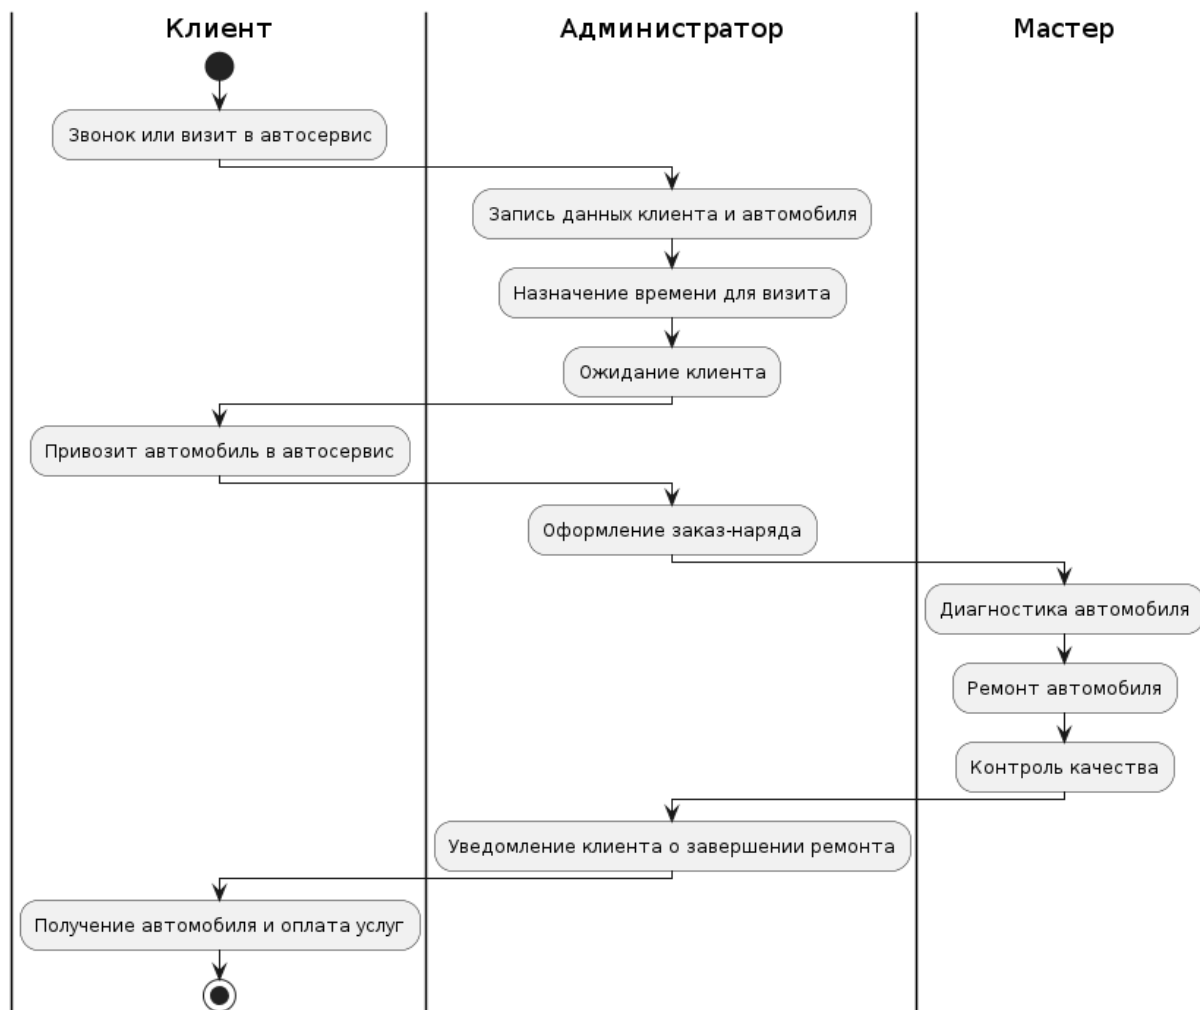 Клиент
Администратор
Мастер
Звонок или визит в автосервис
Запись данных клиента и автомобиля
Назначение времени для визита
Ожидание клиента
Привозит автомобиль в автосервис
Оформление заказ-наряда
Диагностика автомобиля
Ремонт автомобиля
Контроль качества
Уведомление клиента о завершении ремонта
Получение автомобиля и оплата услуг